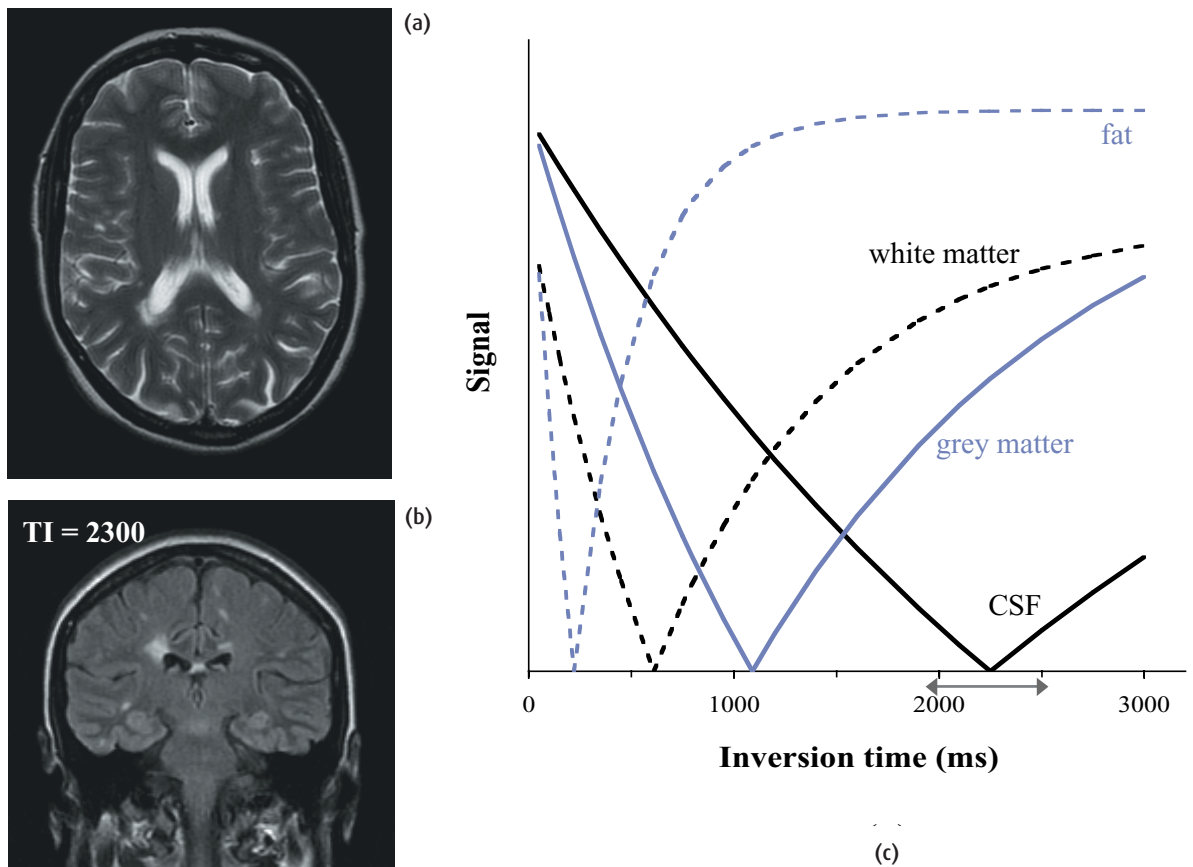 (a)
(b)
TI = 2300
Signal
fat
white matter
grey matter
CSF
0 1000 2000 3000
Inversion time (ms)
(c)